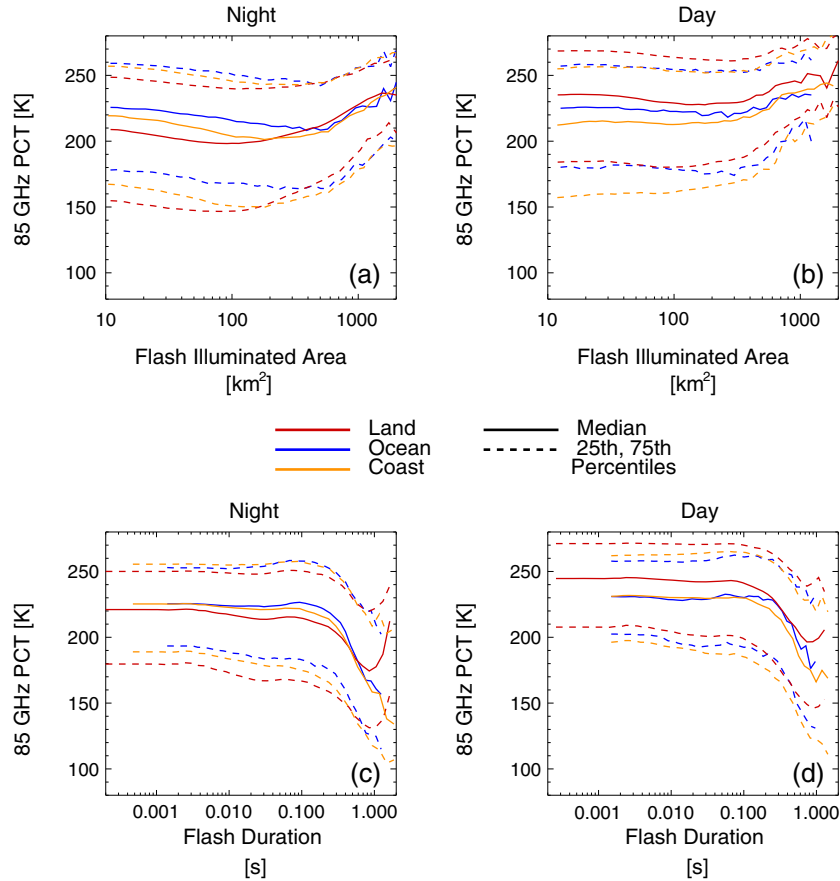 Night
Day
85 GHz PCT [K]
250
200
150
100
(a)
10
100
1000
Flash Illuminated Area
[km²]
85 GHz PCT [K]
250
200
150
100
(b)
10
100
1000
Flash Illuminated Area
[km²]
Land
Ocean
Coast
Median
25th, 75th
Percentiles
Night
Day
85 GHz PCT [K]
250
200
150
100
(c)
0.001
0.010
0.100
1.000
Flash Duration
[s]
85 GHz PCT [K]
250
200
150
100
(d)
0.001
0.010
0.100
1.000
Flash Duration
[s]